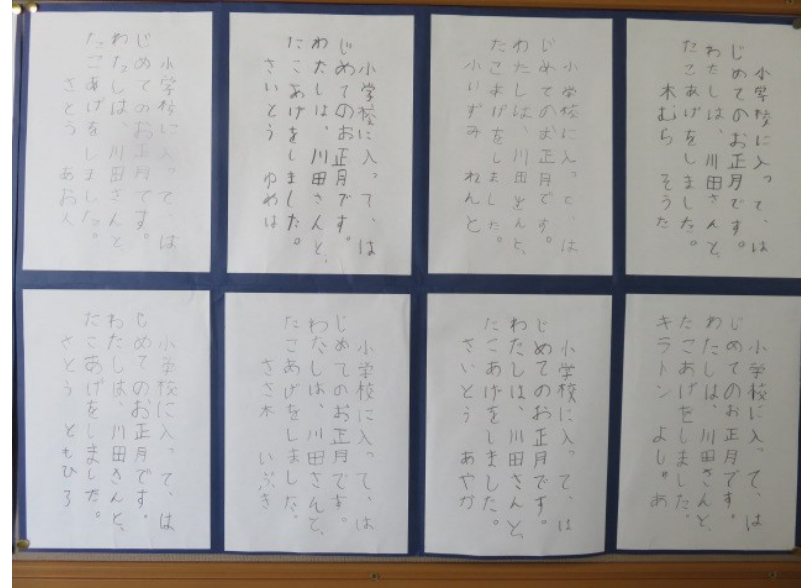 小学校に入って、は
じめてのお正月です。
わたしは、川田さんと、
たこあげをしました。
木むら そうた
小学校に入って、は
じめてのお正月です。
わたしは、川田さんと、
たこあげをしました。
小いずみ れんと
小学校に入って、は
じめてのお正月です。
わたしは、川田さんと、
たこあげをしました。
さいとう ゆめは
小学校に入って、は
じめてのお正月です。
わたしは、川田さんと、
たこあげをしました。
さとう あお人
小学校に入って、は
じめてのお正月です。
わたしは、川田さんと、
たこあげをしました。
キラトン よしゃあ
小学校に入って、は
じめてのお正月です。
わたしは、川田さんと、
たこあげをしました。
さいとう あやか
小学校に入って、は
じめてのお正月です。
わたしは、川田さんと、
たこあげをしました。
ささ木 いぶき
小学校に入って、は
じめてのお正月です。
わたしは、川田さんと、
たこあげをしました。
さとう ともひろ